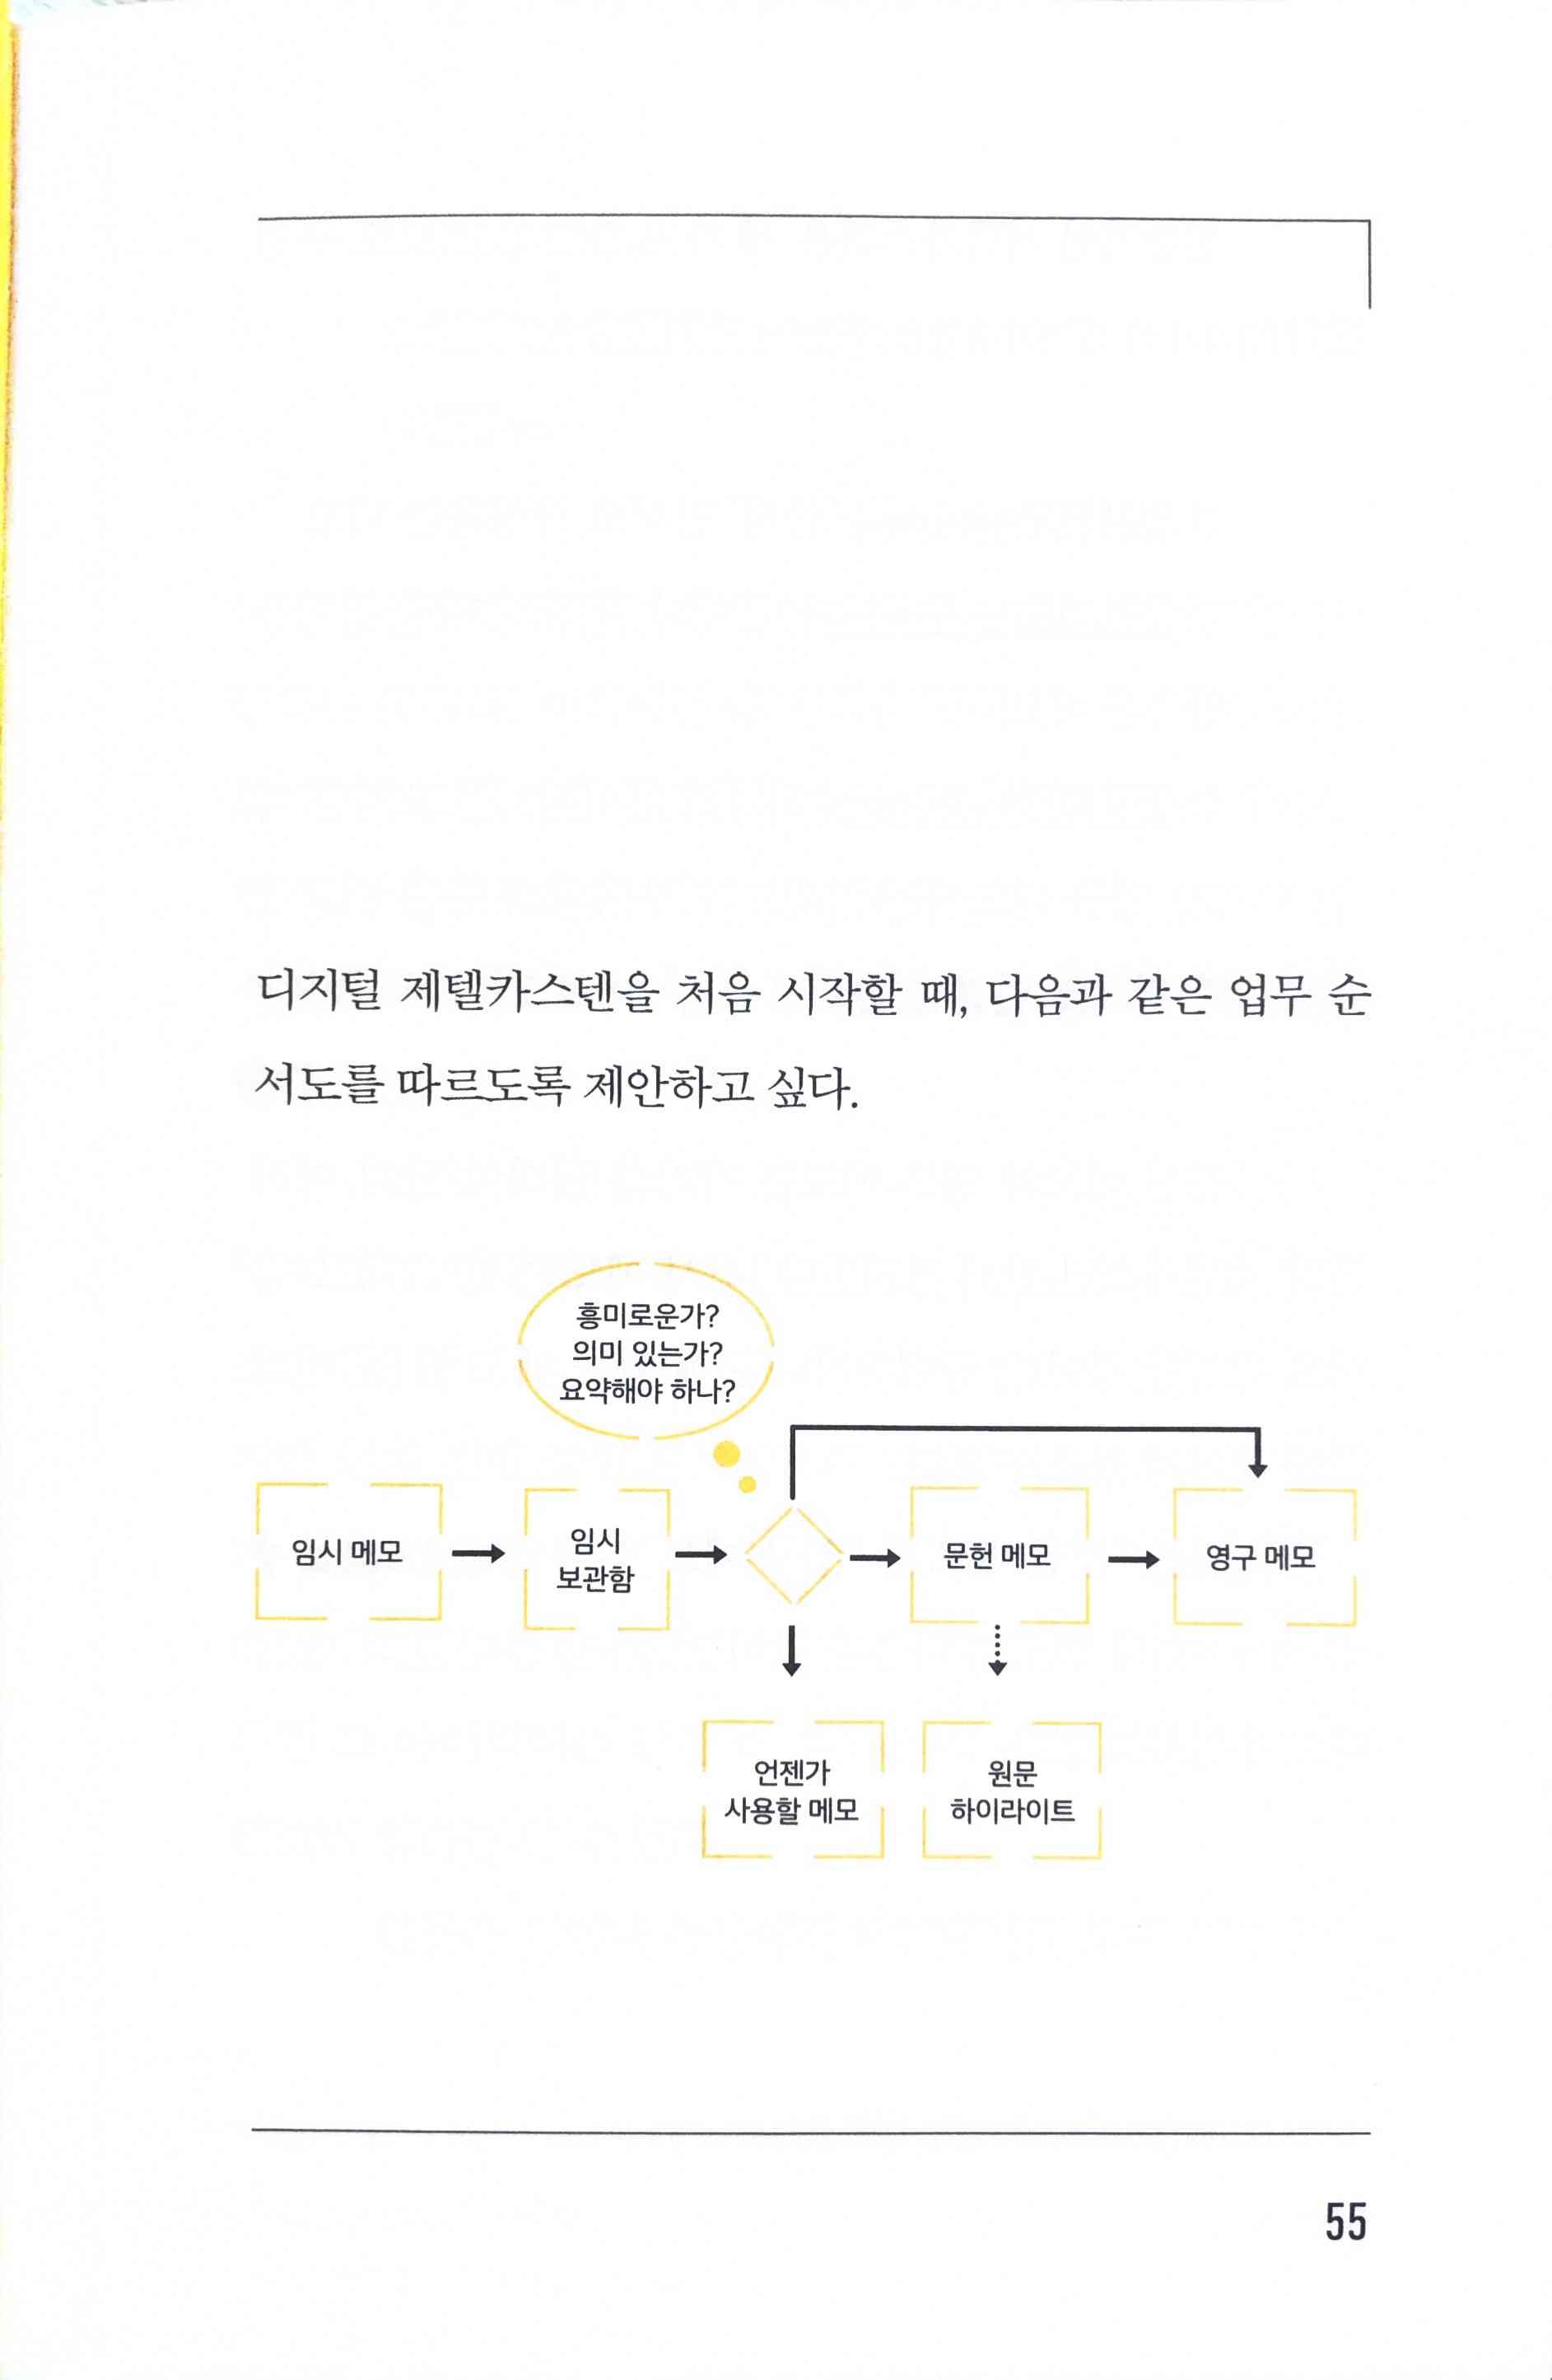 디지털 제텔카스텐을 처음 시작할 때, 다음과 같은 업무 순
서도를 따르도록 제안하고 싶다.
흥미로운가?
의미 있는가?
요약해야 하나?
임시 메모
임시
보관함
문헌 메모
영구 메모
언젠가
사용할 메모
원문
하이라이트
55